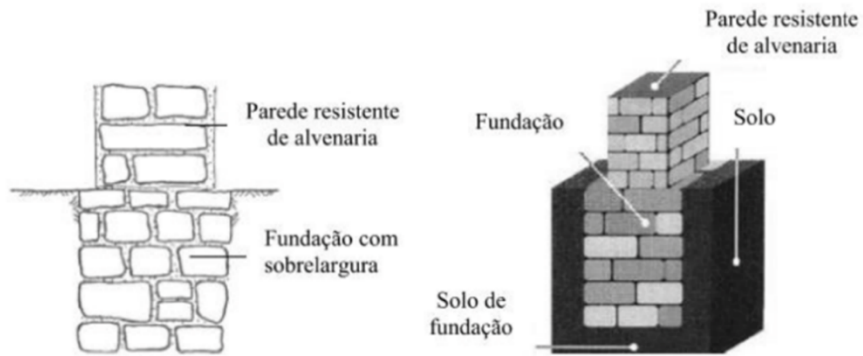 Parede resistente
de alvenaria
Fundação com
sobrelargura
Parede resistente
de alvenaria
Fundação
Solo
Solo de
fundação